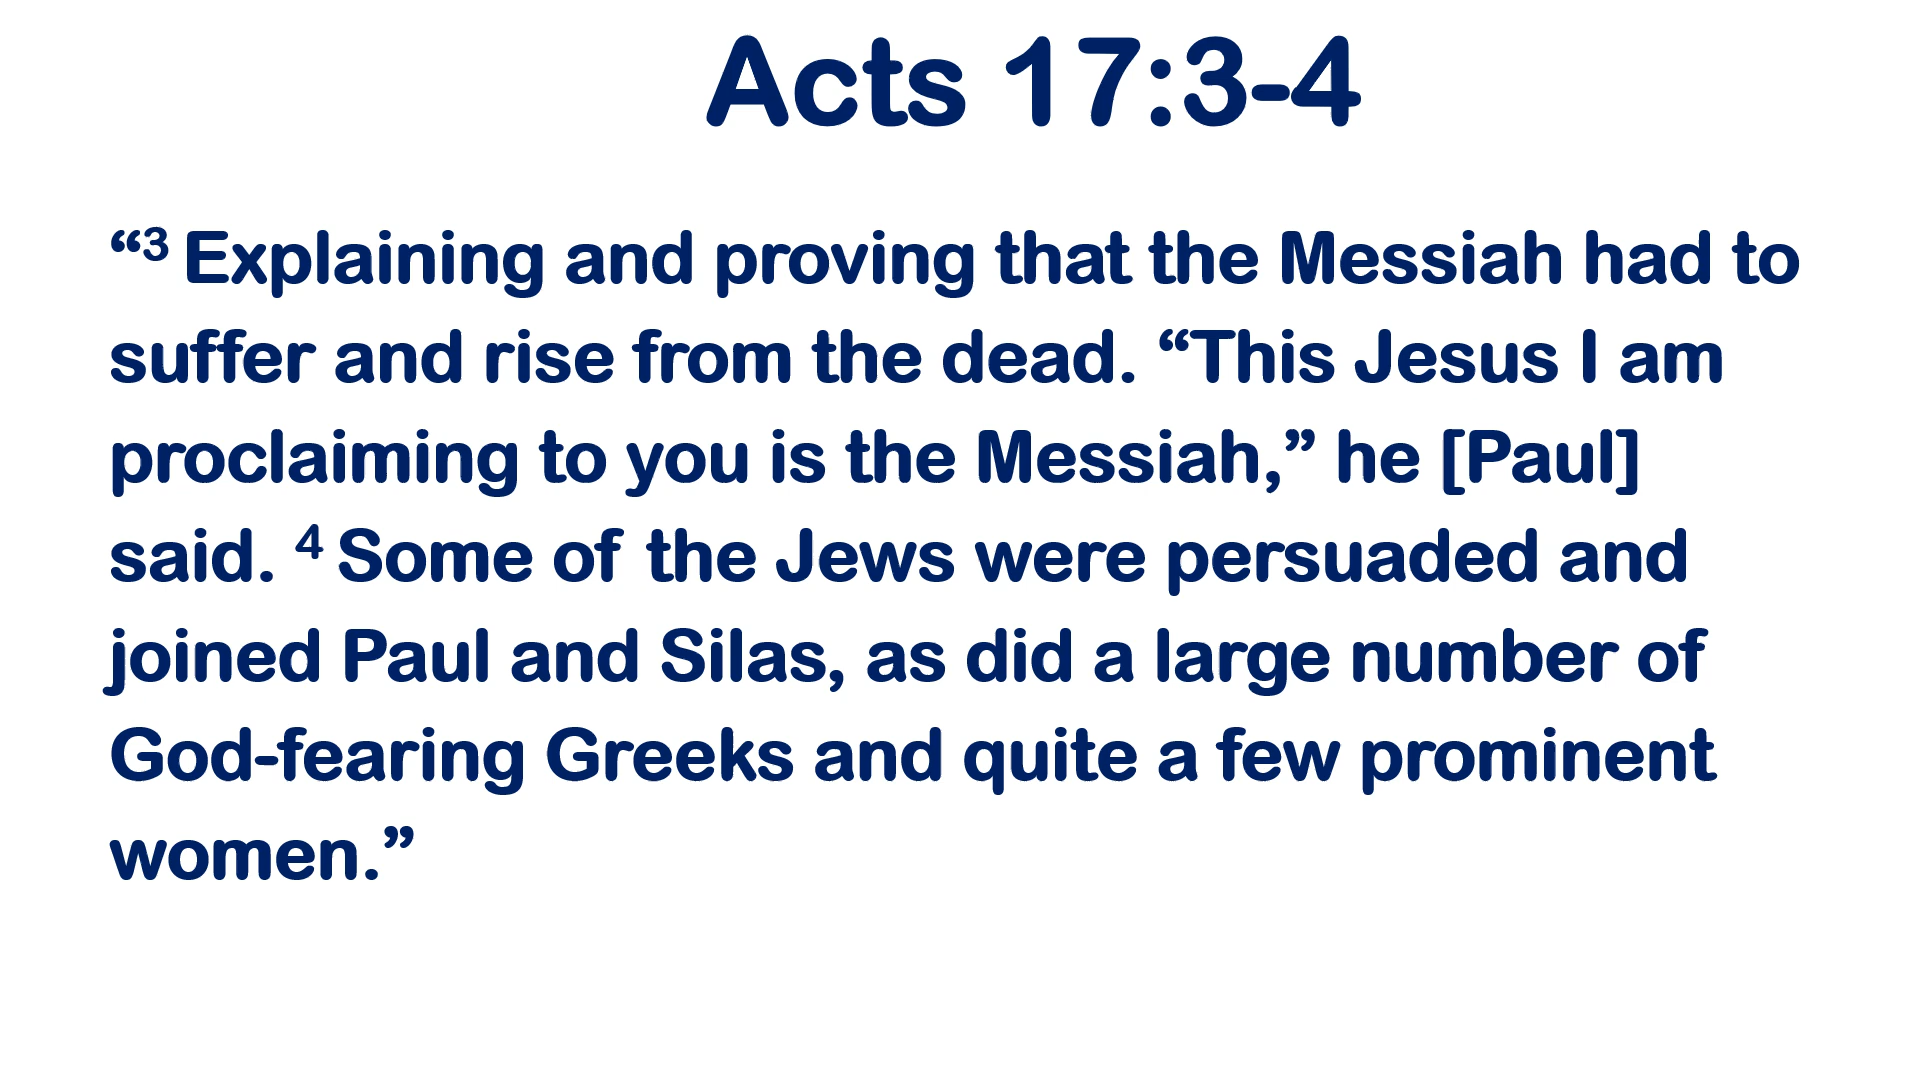 Acts 17:3-4
“³ Explaining and proving that the Messiah had to
suffer and rise from the dead. “This Jesus I am
proclaiming to you is the Messiah,” he [Paul]
said. ⁴ Some of the Jews were persuaded and
joined Paul and Silas, as did a large number of
God-fearing Greeks and quite a few prominent
women.”